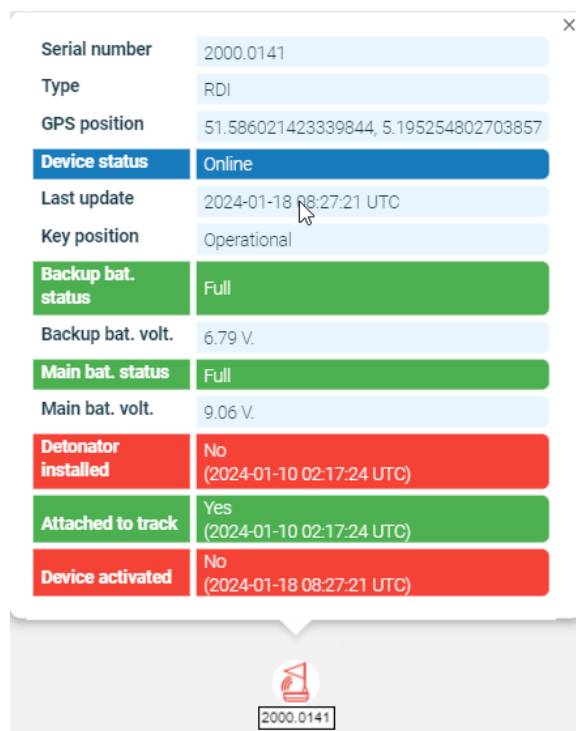 ×
Serial number 2000.0141
Type RDI
GPS position 51.586021423339844, 5.195254802703857
Device status Online
Last update 2024-01-18 08:27:21 UTC
Key position Operational
Backup bat.
status Full
Backup bat. volt. 6.79 V.
Main bat. status Full
Main bat. volt. 9.06 V.
Detonator
installed
No
(2024-01-10 02:17:24 UTC)
Attached to track
Yes
(2024-01-10 02:17:24 UTC)
Device activated
No
(2024-01-18 08:27:21 UTC)
2000.0141